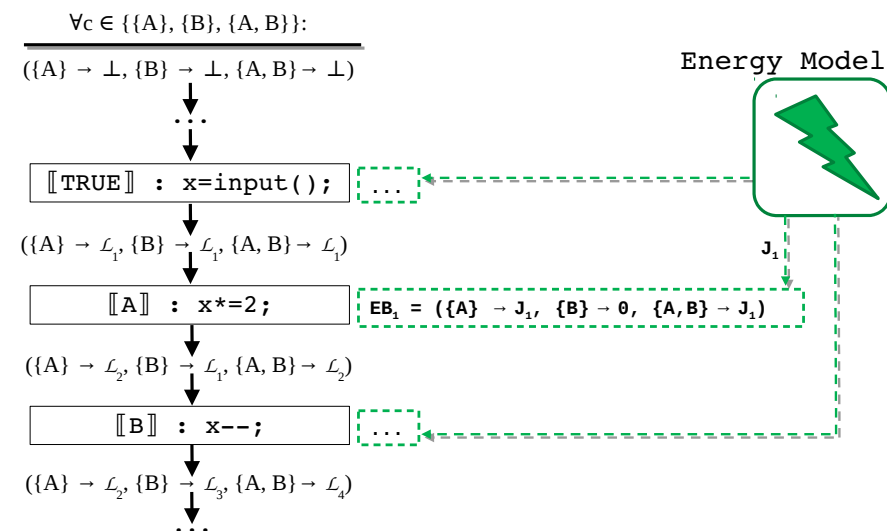 ∀c ∈ {{A}, {B}, {A, B}}:
({A} → ⊥, {B} → ⊥, {A, B} → ⊥)
Energy Model
...
⟦TRUE⟧ : x=input();
...
({A} → ℒ₁, {B} → ℒ₁, {A, B} → ℒ₁)
J₁
⟦A⟧ : x*=2;
EB₁ = ({A} → J₁, {B} → 0, {A,B} → J₁)
({A} → ℒ₂, {B} → ℒ₁, {A, B} → ℒ₂)
⟦B⟧ : x--;
...
({A} → ℒ₂, {B} → ℒ₃, {A, B} → ℒ₄)
...